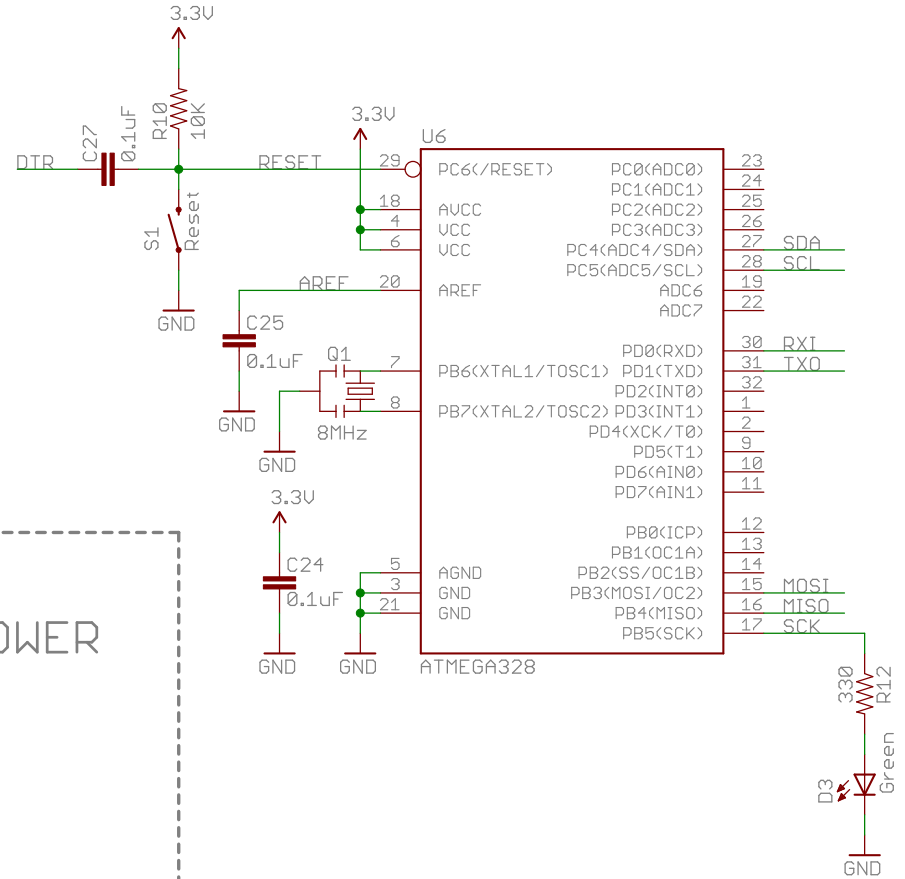 3.3V
R10
10K
C27
0.1uF
DTR
RESET
S1
Reset
GND
3.3V
U6
29 PC6(/RESET)
18 AVCC
4 VCC
6 VCC
AREF 20 AREF
C25
0.1uF
GND
Q1
8MHz
GND
7 PB6(XTAL1/TOSC1)
8 PB7(XTAL2/TOSC2)
3.3V
C24
0.1uF
GND
5 AGND
3 GND
21 GND
GND
ATMEGA328
PC0(ADC0) 23
PC1(ADC1) 24
PC2(ADC2) 25
PC3(ADC3) 26
PC4(ADC4/SDA) 27 SDA
PC5(ADC5/SCL) 28 SCL
ADC6 19
ADC7 22
PD0(RXD) 30 RXI
PD1(TXD) 31 TXO
PD2(INT0) 32
PD3(INT1) 1
PD4(XCK/T0) 2
PD5(T1) 9
PD6(AIN0) 10
PD7(AIN1) 11
PB0(ICP) 12
PB1(OC1A) 13
PB2(SS/OC1B) 14
PB3(MOSI/OC2) 15 MOSI
PB4(MISO) 16 MISO
PB5(SCK) 17 SCK
330
R12
D3
Green
GND
OWER